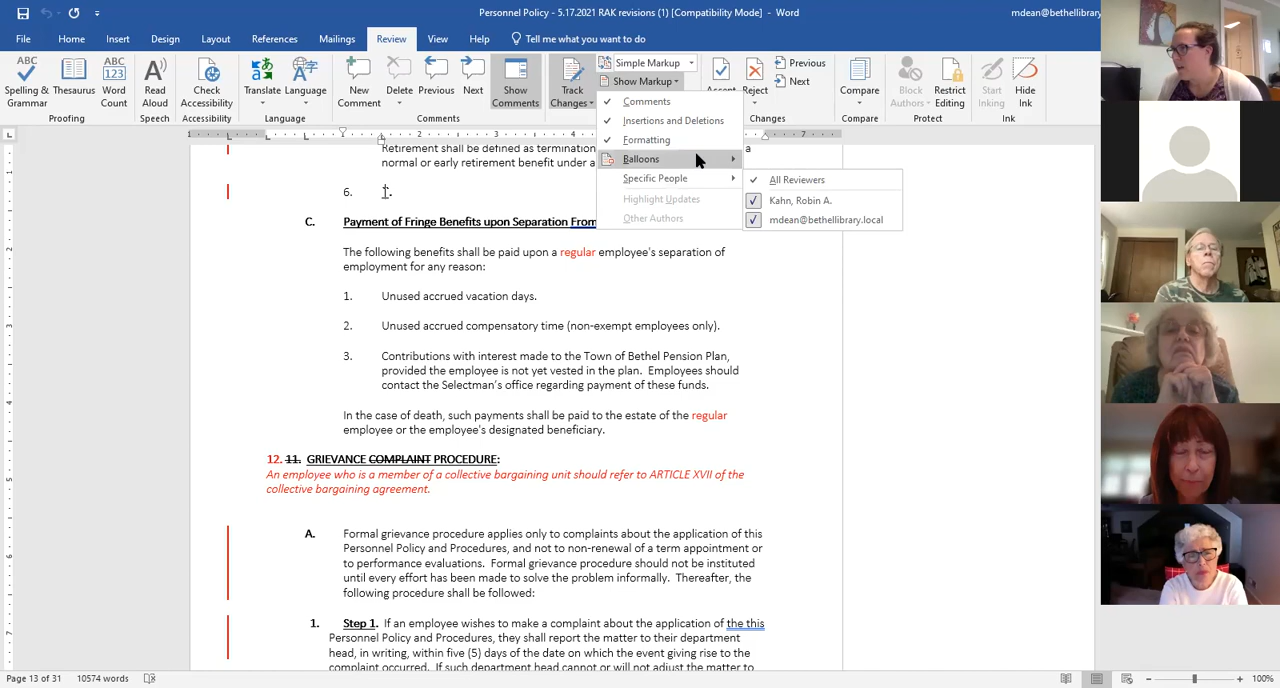 Personnel Policy - 5.17.2021 RAK revisions (1) [Compatibility Mode] - Word
mdean@bethellibrary.
File Home Insert Design Layout References Mailings Review View Help Tell me what you want to do
Spelling & Grammar
Thesaurus
Word Count
Read Aloud
Check Accessibility
Translate
Language
New Comment
Delete
Previous
Next
Show Comments
Track Changes
Simple Markup
Show Markup
Accept
Reject
Previous
Next
Compare
Block Authors
Restrict Editing
Start Inking
Hide Ink
Proofing
Speech
Accessibility
Language
Comments
Changes
Compare
Protect
Ink
Comments
Insertions and Deletions
Formatting
Balloons
Specific People
Highlight Updates
Other Authors
All Reviewers
Kahn, Robin A.
mdean@bethellibrary.local
Retirement shall be defined as termination a
normal or early retirement benefit under a
6.
C. Payment of Fringe Benefits upon Separation From
The following benefits shall be paid upon a regular employee's separation of
employment for any reason:
1. Unused accrued vacation days.
2. Unused accrued compensatory time (non-exempt employees only).
3. Contributions with interest made to the Town of Bethel Pension Plan,
provided the employee is not yet vested in the plan. Employees should
contact the Selectman's office regarding payment of these funds.
In the case of death, such payments shall be paid to the estate of the regular
employee or the employee's designated beneficiary.
12. 11. GRIEVANCE COMPLAINT PROCEDURE:
An employee who is a member of a collective bargaining unit should refer to ARTICLE XVII of the
collective bargaining agreement.
A. Formal grievance procedure applies only to complaints about the application of this
Personnel Policy and Procedures, and not to non-renewal of a term appointment or
to performance evaluations. Formal grievance procedure should not be instituted
until every effort has been made to solve the problem informally. Thereafter, the
following procedure shall be followed:
1. Step 1. If an employee wishes to make a complaint about the application of the this
Personnel Policy and Procedures, they shall report the matter to their department
head, in writing, within five (5) days of the date on which the event giving rise to the
complaint occurred. If such department head cannot or will not adjust the matter to
Page 13 of 31 10574 words
100%